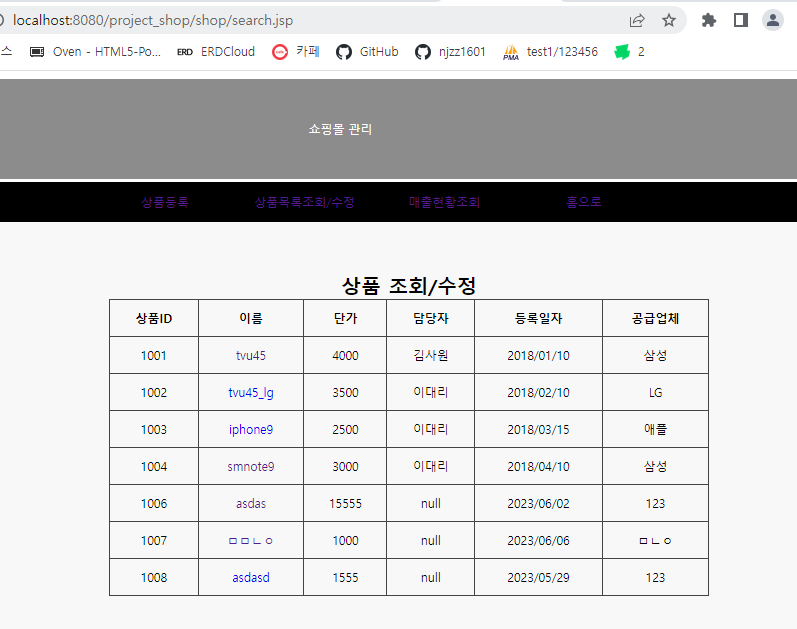 localhost:8080/project_shop/shop/search.jsp
스 Oven - HTML5-Po... ERD ERDCloud 카페 GitHub njzz1601 PMA test1/123456 2
쇼핑몰 관리
상품등록 상품목록조회/수정 매출현황조회 홈으로
상품 조회/수정
상품ID 이름 단가 담당자 등록일자 공급업체
1001 tvu45 4000 김사원 2018/01/10 삼성
1002 tvu45_lg 3500 이대리 2018/02/10 LG
1003 iphone9 2500 이대리 2018/03/15 애플
1004 smnote9 3000 이대리 2018/04/10 삼성
1006 asdas 15555 null 2023/06/02 123
1007 ㅁㅁㄴㅇ 1000 null 2023/06/06 ㅁㄴㅇ
1008 asdasd 1555 null 2023/05/29 123